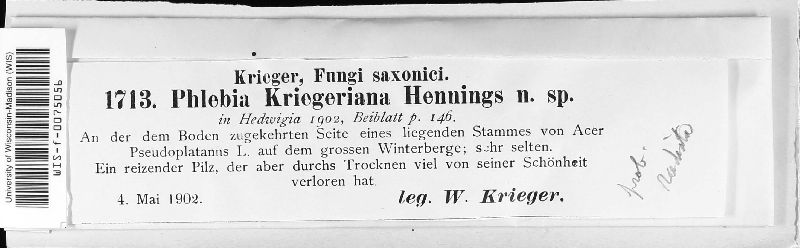 University of Wisconsin-Madison (WIS)
WIS-f-0075056
Krieger, Fungi saxonici.
1713. Phlebia Kriegeriana Hennings n. sp.
in Hedwigia 1902, Beiblatt p. 146.
An der dem Boden zugekehrten Seite eines liegenden Stammes von Acer
Pseudoplatanus L. auf dem grossen Winterberge; sehr selten.
Ein reizender Pilz, der aber durchs Trocknen viel von seiner Schönheit
verloren hat.
4. Mai 1902.
leg. W. Krieger.
prob.
radiata